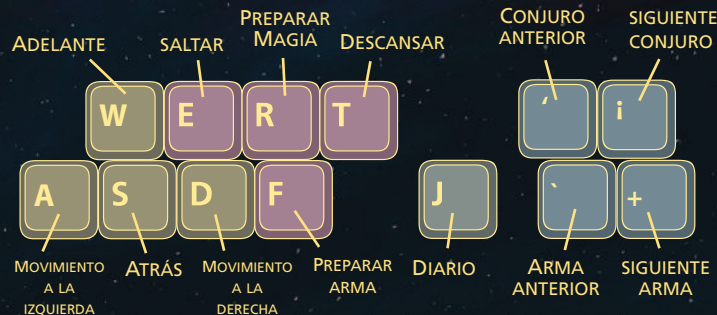 ADELANTE
SALTAR
PREPARAR
MAGIA
DESCANSAR
CONJURO
ANTERIOR
SIGUIENTE
CONJURO
W
E
R
T
‘
¡
A
S
D
F
J
`
+
MOVIMIENTO
A LA
IZQUIERDA
ATRÁS
MOVIMIENTO
A LA
DERECHA
PREPARAR
ARMA
DIARIO
ARMA
ANTERIOR
SIGUIENTE
ARMA